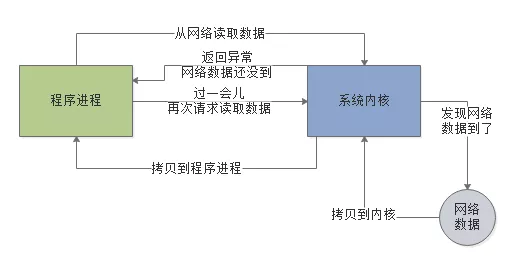 从网络读取数据
返回异常
网络数据还没到
程序进程
过一会儿
再次请求读取数据
系统内核
发现网络
数据到了
拷贝到程序进程
拷贝到内核
网络
数据